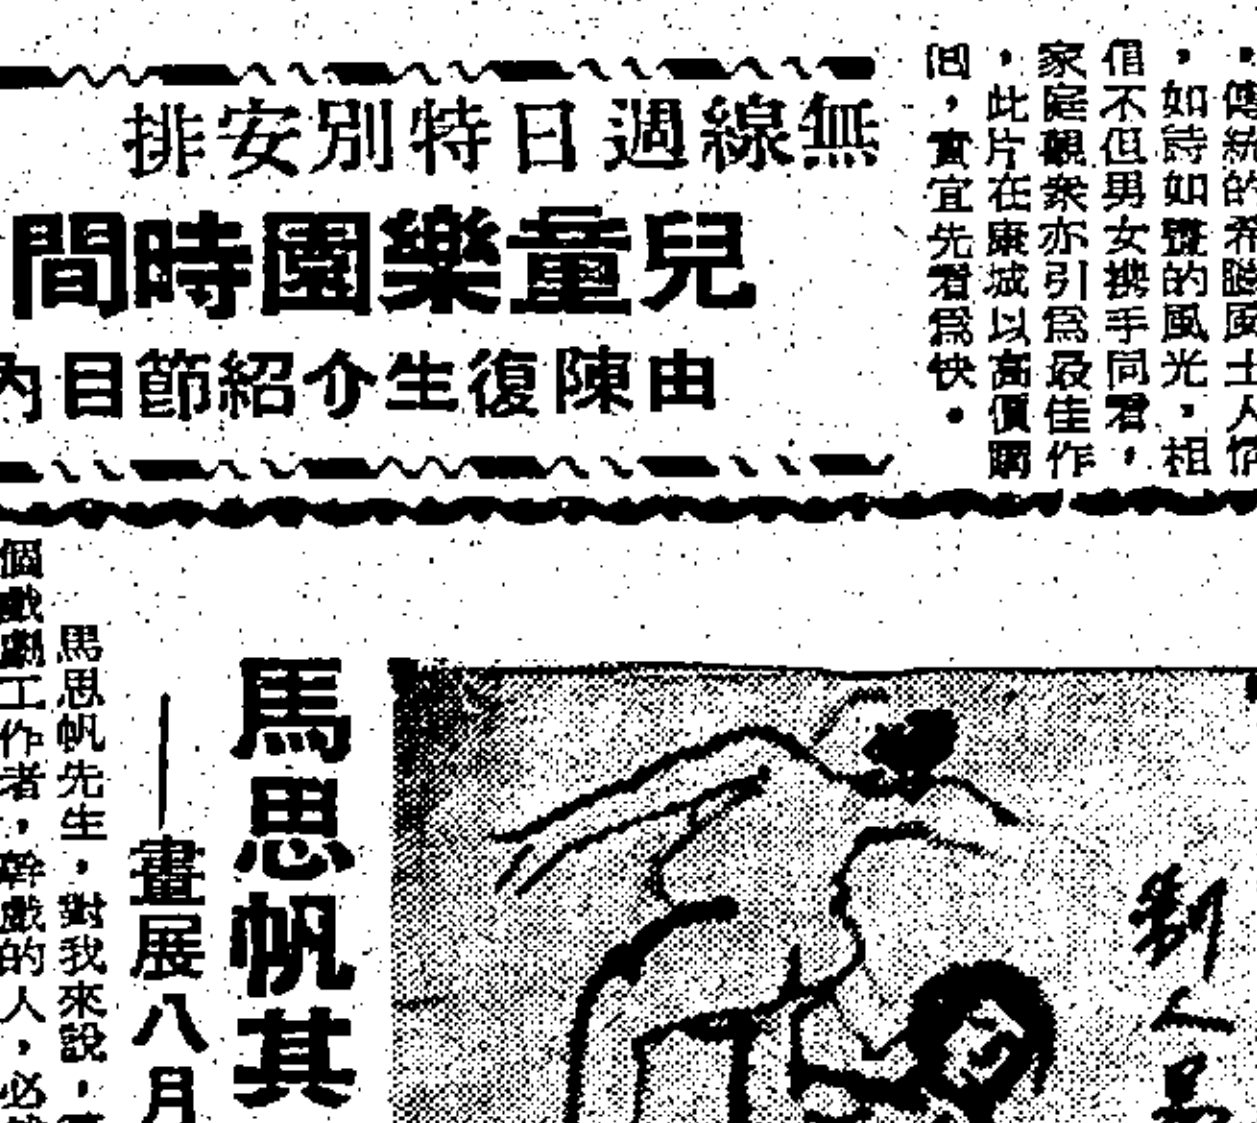 傳統的希臘風土人情
，如詩如畫的風光，相
信不但男女携手同看，
家庭觀衆亦引爲最佳作
，此片在康城以高價購
回，實宜先看爲快。
無線週日特別安排
兒童樂園時間
由陳復生介紹節目內
馬思帆其
——畫展八月
馬思帆先生，對我來說，
個戲劇工作者，幹戲的人，必
劇人